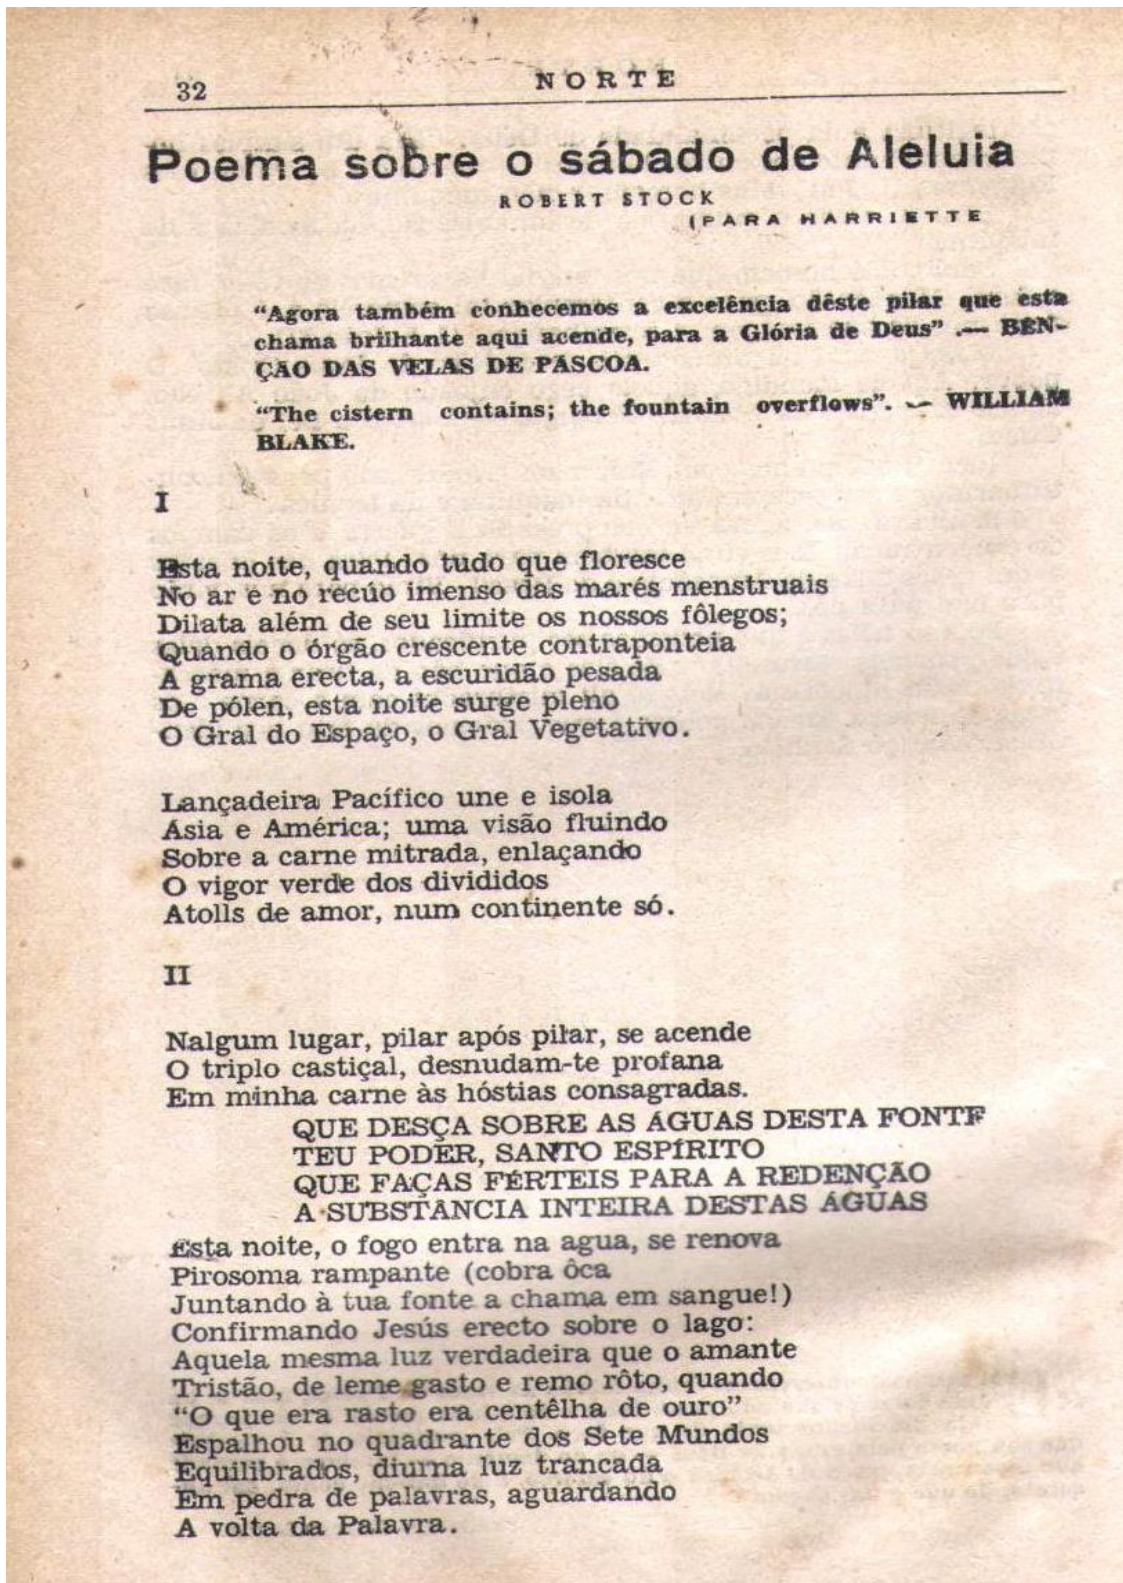 32
NORTE
Poema sobre o sábado de Aleluia
ROBERT STOCK
(PARA HARRIETTE
"Agora também conhecemos a excelência dêste pilar que esta
chama brilhante aqui acende, para a Glória de Deus" .— BEN-
ÇÃO DAS VELAS DE PASCOA.
"The cistern contains; the fountain overflows". — WILLIAM
BLAKE.
I
Esta noite, quando tudo que floresce
No ar e no recúo imenso das marés menstruais
Dilata além de seu limite os nossos fôlegos;
Quando o órgão crescente contraponteia
A grama erecta, a escuridão pesada
De pólen, esta noite surge pleno
O Gral do Espaço, o Gral Vegetativo.
Lançadeira Pacífico une e isola
Ásia e América; uma visão fluindo
Sobre a carne mitrada, enlaçando
O vigor verde dos divididos
Atolls de amor, num continente só.
II
Nalgum lugar, pilar após pilar, se acende
O triplo castiçal, desnudam-te profana
Em minha carne às hóstias consagradas.
QUE DESÇA SOBRE AS ÁGUAS DESTA FONTE
TEU PODER, SANTO ESPÍRITO
QUE FAÇAS FÉRTEIS PARA A REDENÇÃO
A SUBSTÂNCIA INTEIRA DESTAS ÁGUAS
Esta noite, o fogo entra na agua, se renova
Pirosoma rampante (cobra ôca
Juntando à tua fonte a chama em sangue!)
Confirmando Jesús erecto sobre o lago:
Aquela mesma luz verdadeira que o amante
Tristão, de leme gasto e remo rôto, quando
"O que era rasto era centêlha de ouro"
Espalhou no quadrante dos Sete Mundos
Equilibrados, diurna luz trancada
Em pedra de palavras, aguardando
A volta da Palavra.